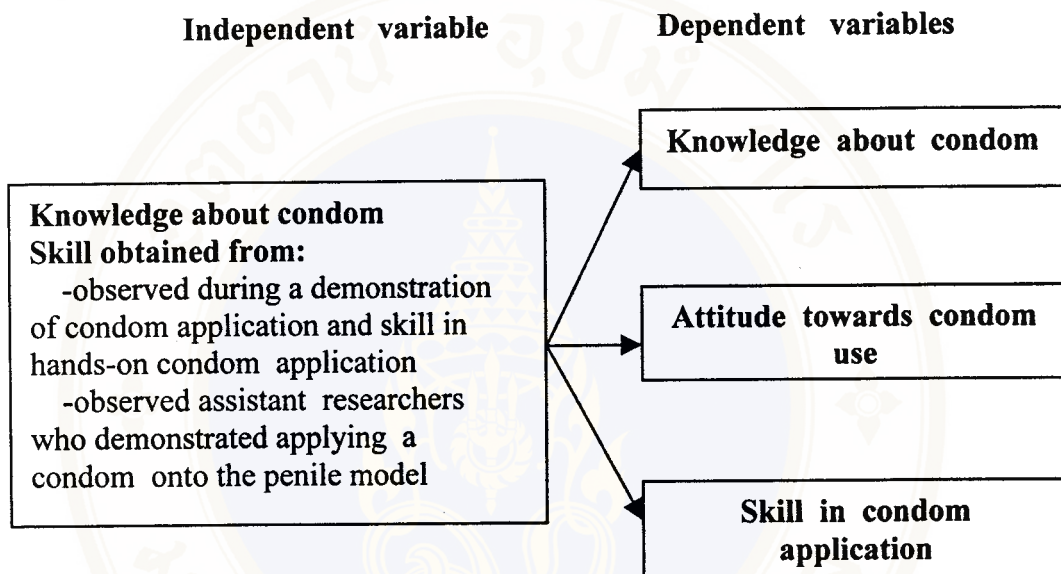 Independent variable
Dependent variables
Knowledge about condom
Skill obtained from:
-observed during a demonstration
of condom application and skill in
hands-on condom application
-observed assistant researchers
who demonstrated applying a
condom onto the penile model
Knowledge about condom
Attitude towards condom
use
Skill in condom
application